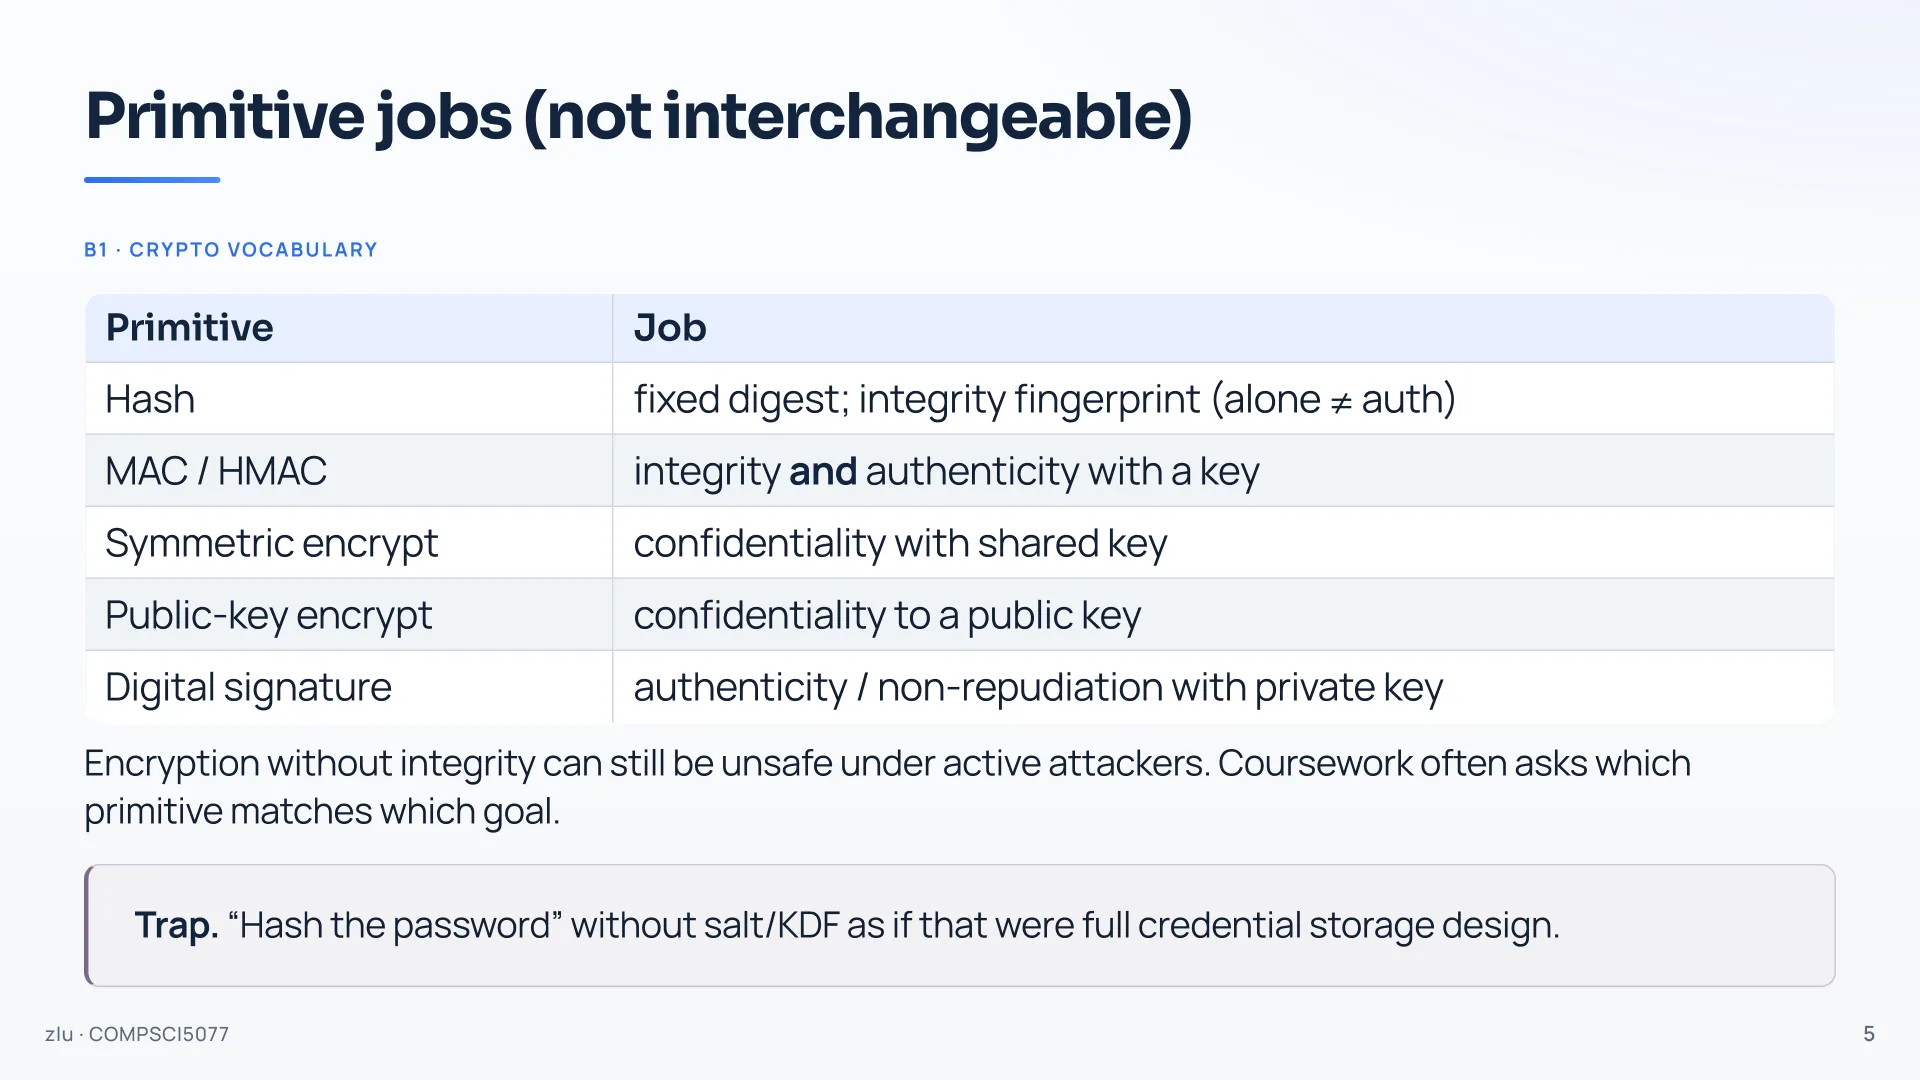 Primitive jobs (not interchangeable)
B1 · CRYPTO VOCABULARY
Primitive Job
Hash fixed digest; integrity fingerprint (alone ≠ auth)
MAC / HMAC integrity and authenticity with a key
Symmetric encrypt confidentiality with shared key
Public-key encrypt confidentiality to a public key
Digital signature authenticity / non-repudiation with private key
Encryption without integrity can still be unsafe under active attackers. Coursework often asks which
primitive matches which goal.
Trap. “Hash the password” without salt/KDF as if that were full credential storage design.
zlu · COMPSCI5077
5